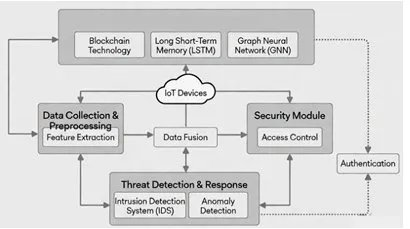 Blockchain
Technology
Long Short-Term
Memory (LSTM)
Graph Neural
Network (GNN)
IoT Devices
Data Collection &
Preprocessing
Feature Extraction
Data Fusion
Security Module
Access Control
Authentication
Threat Detection & Response
Intrusion Detection
System (IDS)
Anomaly
Detection